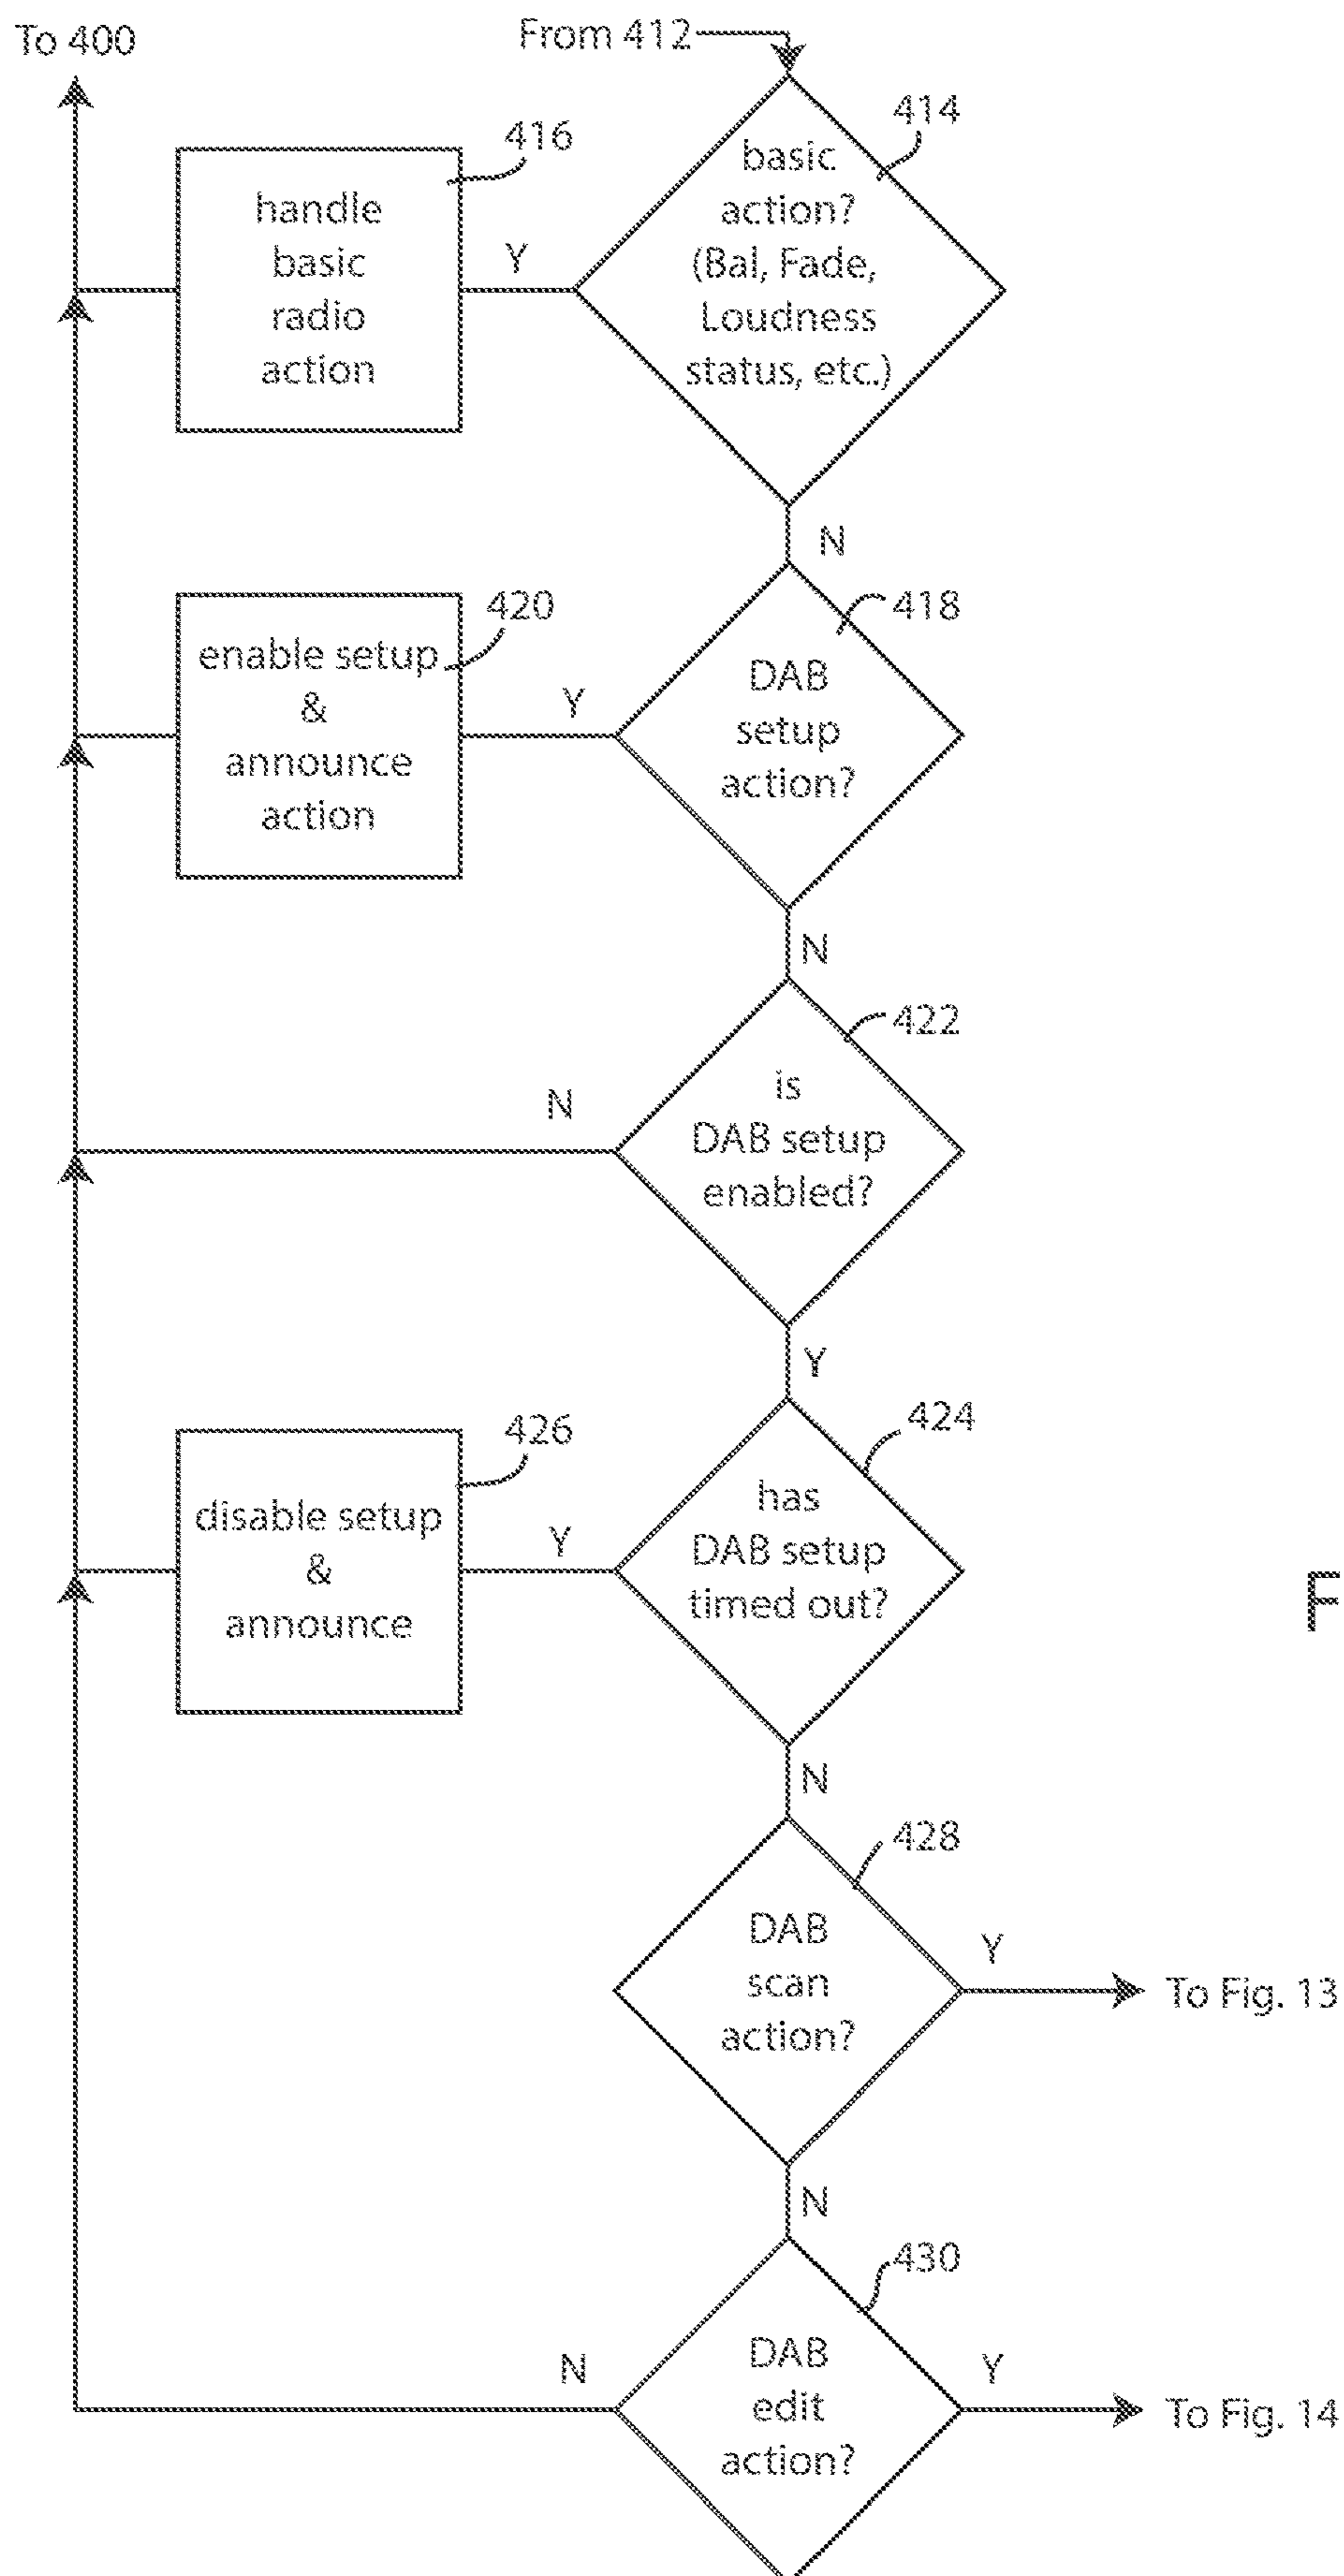 To 400
From 412
414
basic
action?
(Bal, Fade,
Loudness
status, etc.)
416
handle
basic
radio
action
Y
N
418
DAB
setup
action?
420
enable setup
&
announce
action
Y
N
422
is
DAB setup
enabled?
N
Y
424
has
DAB setup
timed out?
426
disable setup
&
announce
Y
F
N
428
DAB
scan
action?
Y
To Fig. 13
N
430
DAB
edit
action?
N
Y
To Fig. 14